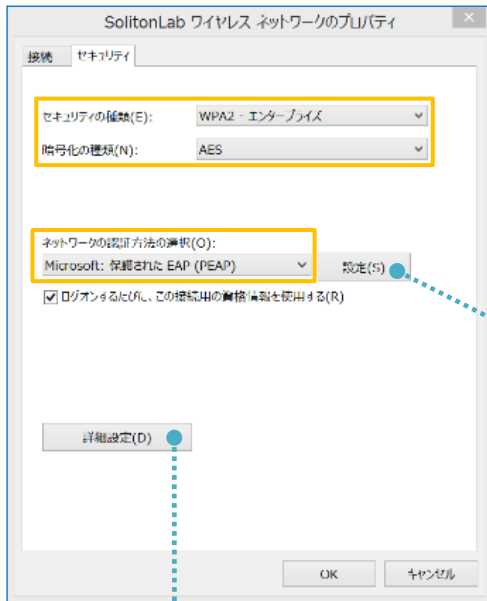 SolitonLab ワイヤレス ネットワークのプロパティ
接続 セキュリティ
セキュリティの種類(E): WPA2 - エンタープライズ
暗号化の種類(N): AES
ネットワークの認証方法の選択(O):
Microsoft: 保護された EAP (PEAP) 設定(S)
ログオンするたびに、この接続用の資格情報を使用する(R)
詳細設定(D)
OK キャンセル